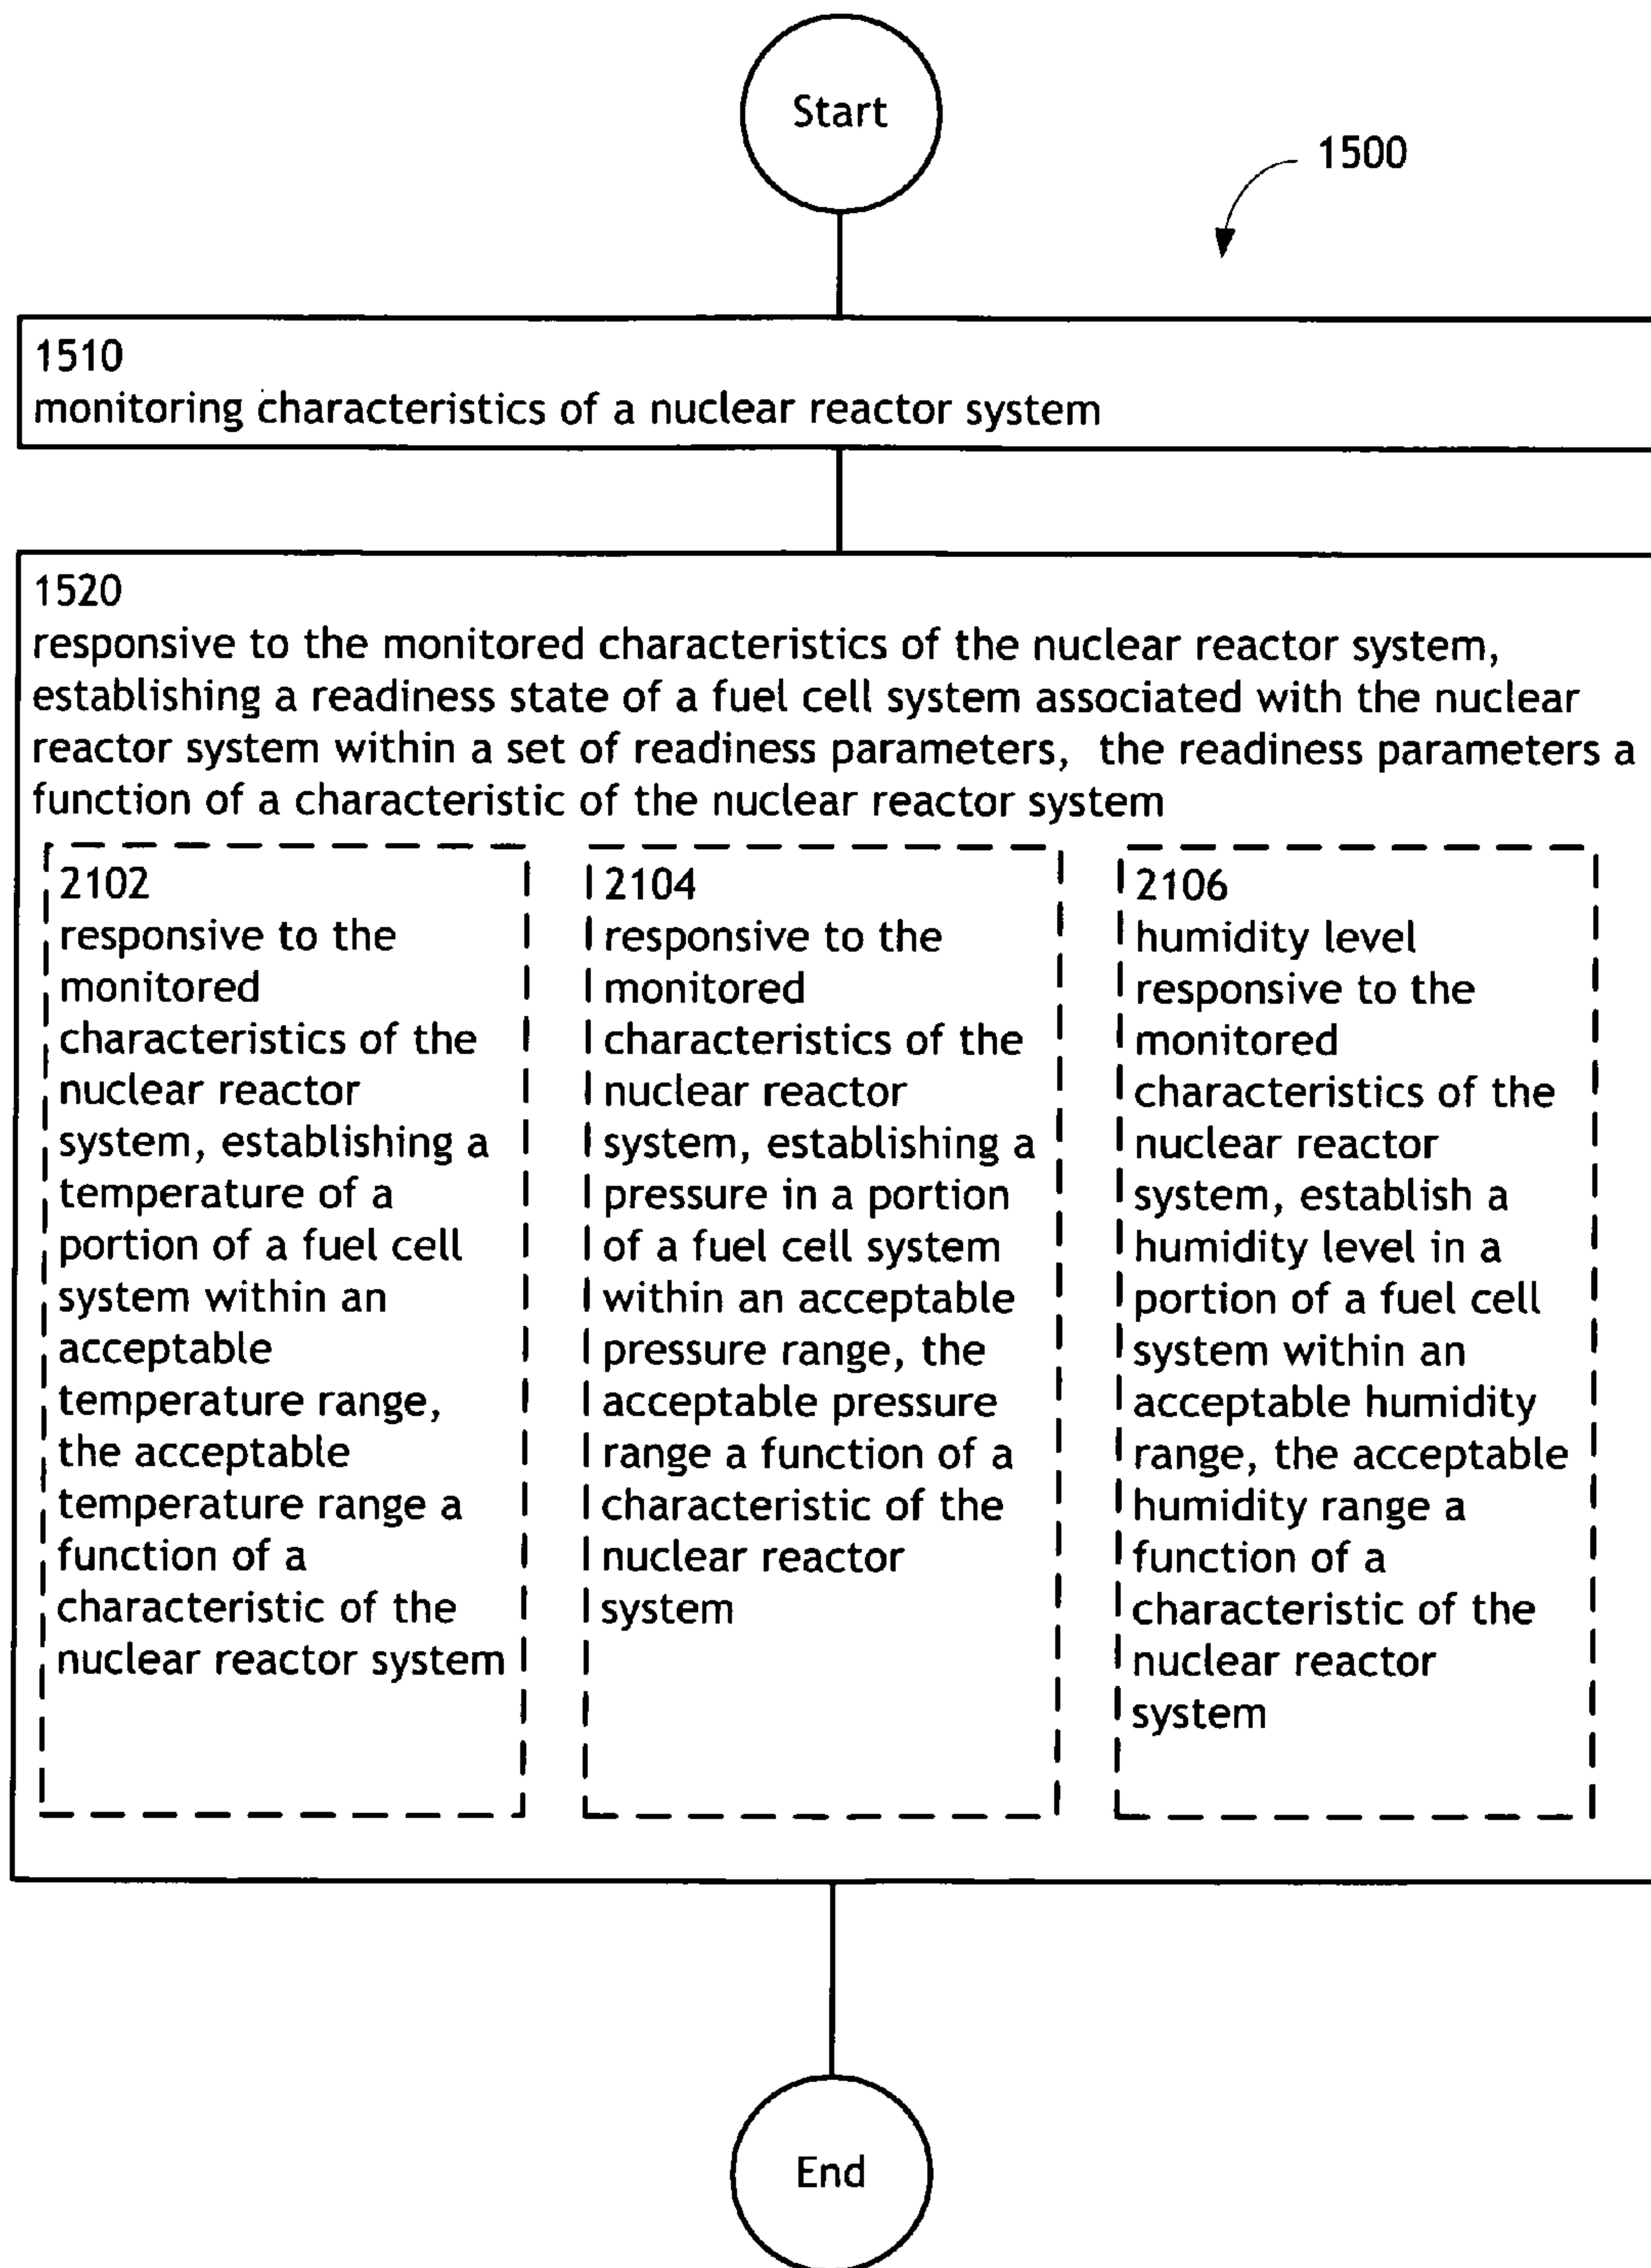 Start
1500
1510
monitoring characteristics of a nuclear reactor system
1520
responsive to the monitored characteristics of the nuclear reactor system,
establishing a readiness state of a fuel cell system associated with the nuclear
reactor system within a set of readiness parameters, the readiness parameters a
function of a characteristic of the nuclear reactor system
2102
responsive to the
monitored
characteristics of the
nuclear reactor
system, establishing a
temperature of a
portion of a fuel cell
system within an
acceptable
temperature range,
the acceptable
temperature range a
function of a
characteristic of the
nuclear reactor system
2104
responsive to the
monitored
characteristics of the
nuclear reactor
system, establishing a
pressure in a portion
of a fuel cell system
within an acceptable
pressure range, the
acceptable pressure
range a function of a
characteristic of the
nuclear reactor
system
2106
humidity level
responsive to the
monitored
characteristics of the
nuclear reactor
system, establish a
humidity level in a
portion of a fuel cell
system within an
acceptable humidity
range, the acceptable
humidity range a
function of a
characteristic of the
nuclear reactor
system
End